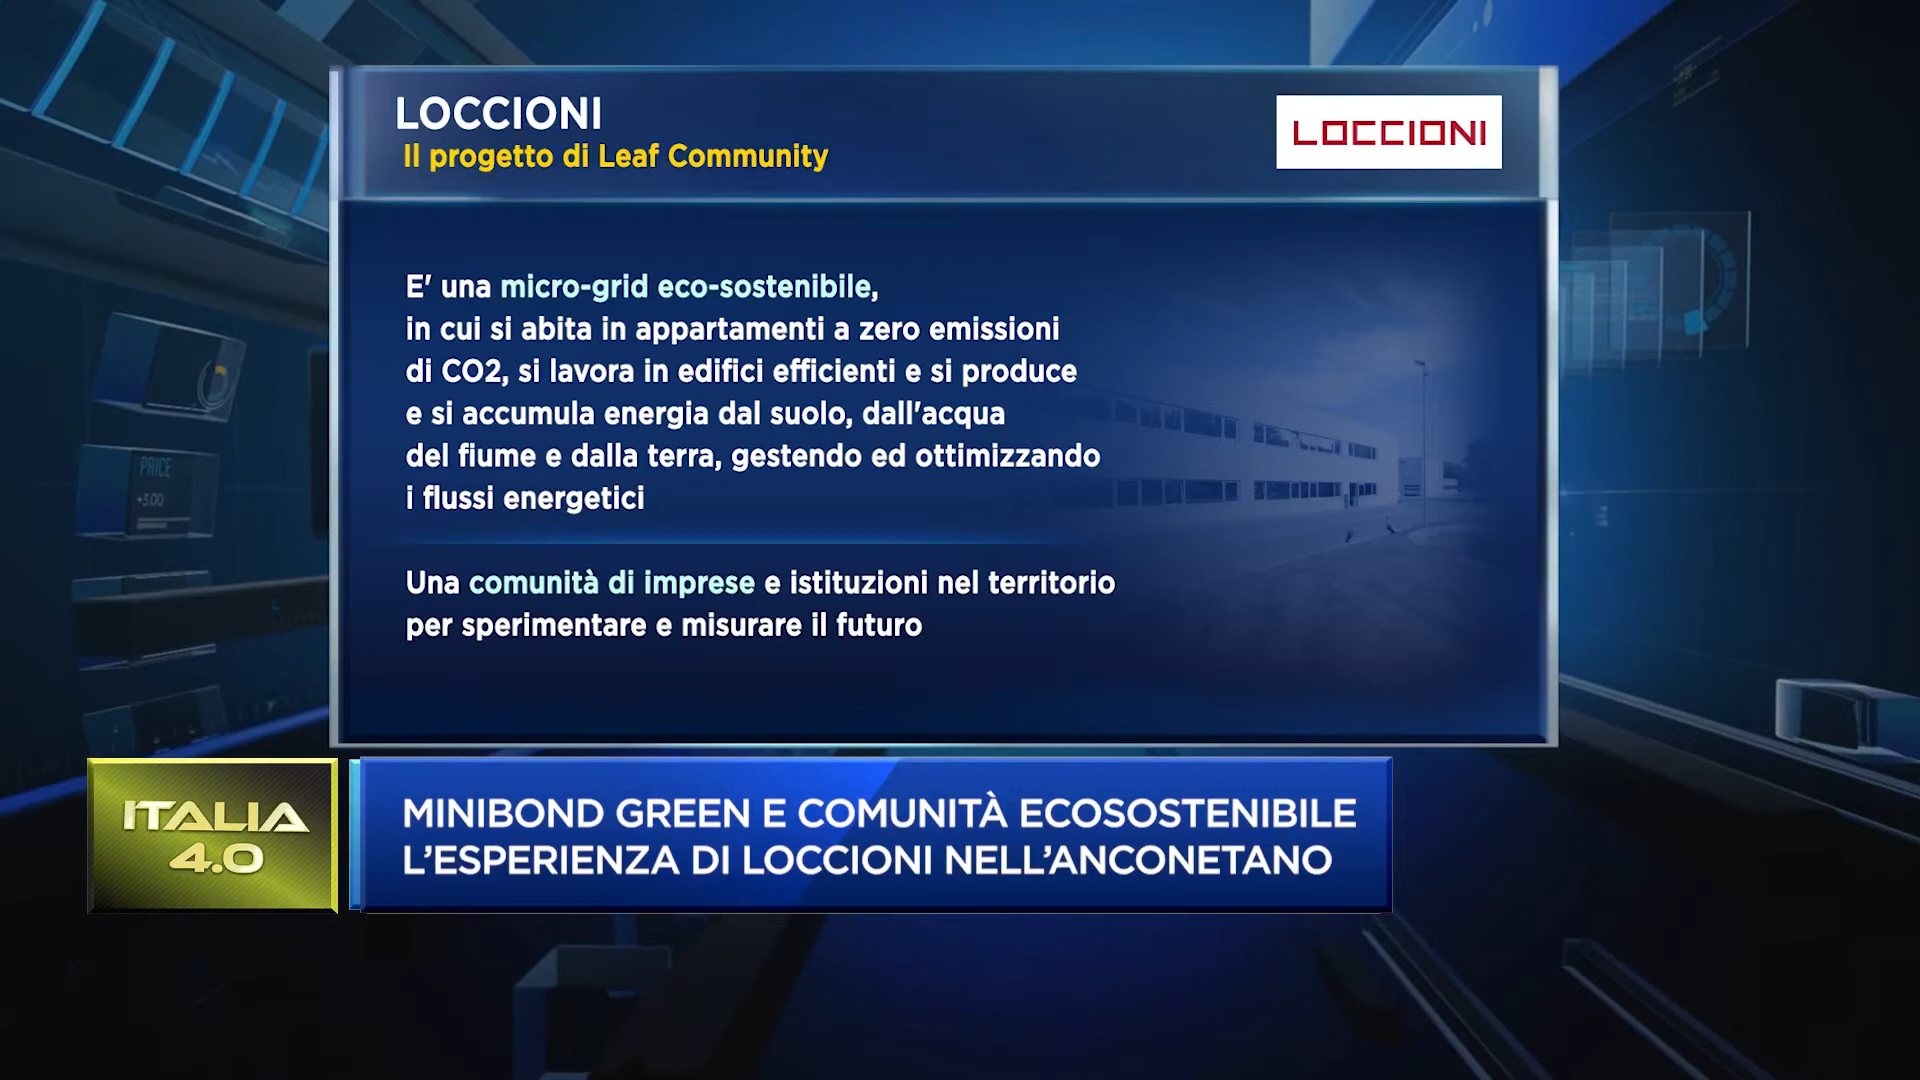 LOCCIONI
Il progetto di Leaf Community
LOCCIONI
E' una micro-grid eco-sostenibile,
in cui si abita in appartamenti a zero emissioni
di CO2, si lavora in edifici efficienti e si produce
e si accumula energia dal suolo, dall'acqua
del fiume e dalla terra, gestendo ed ottimizzando
i flussi energetici
Una comunità di imprese e istituzioni nel territorio
per sperimentare e misurare il futuro
PRICE
+3.00
ITALIA
4.0
MINIBOND GREEN E COMUNITÀ ECOSOSTENIBILE
L’ESPERIENZA DI LOCCIONI NELL’ANCONETANO